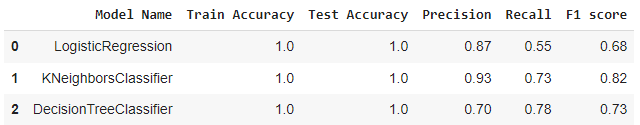 Model Name Train Accuracy Test Accuracy Precision Recall F1 score
0 LogisticRegression 1.0 1.0 0.87 0.55 0.68
1 KNeighborsClassifier 1.0 1.0 0.93 0.73 0.82
2 DecisionTreeClassifier 1.0 1.0 0.70 0.78 0.73